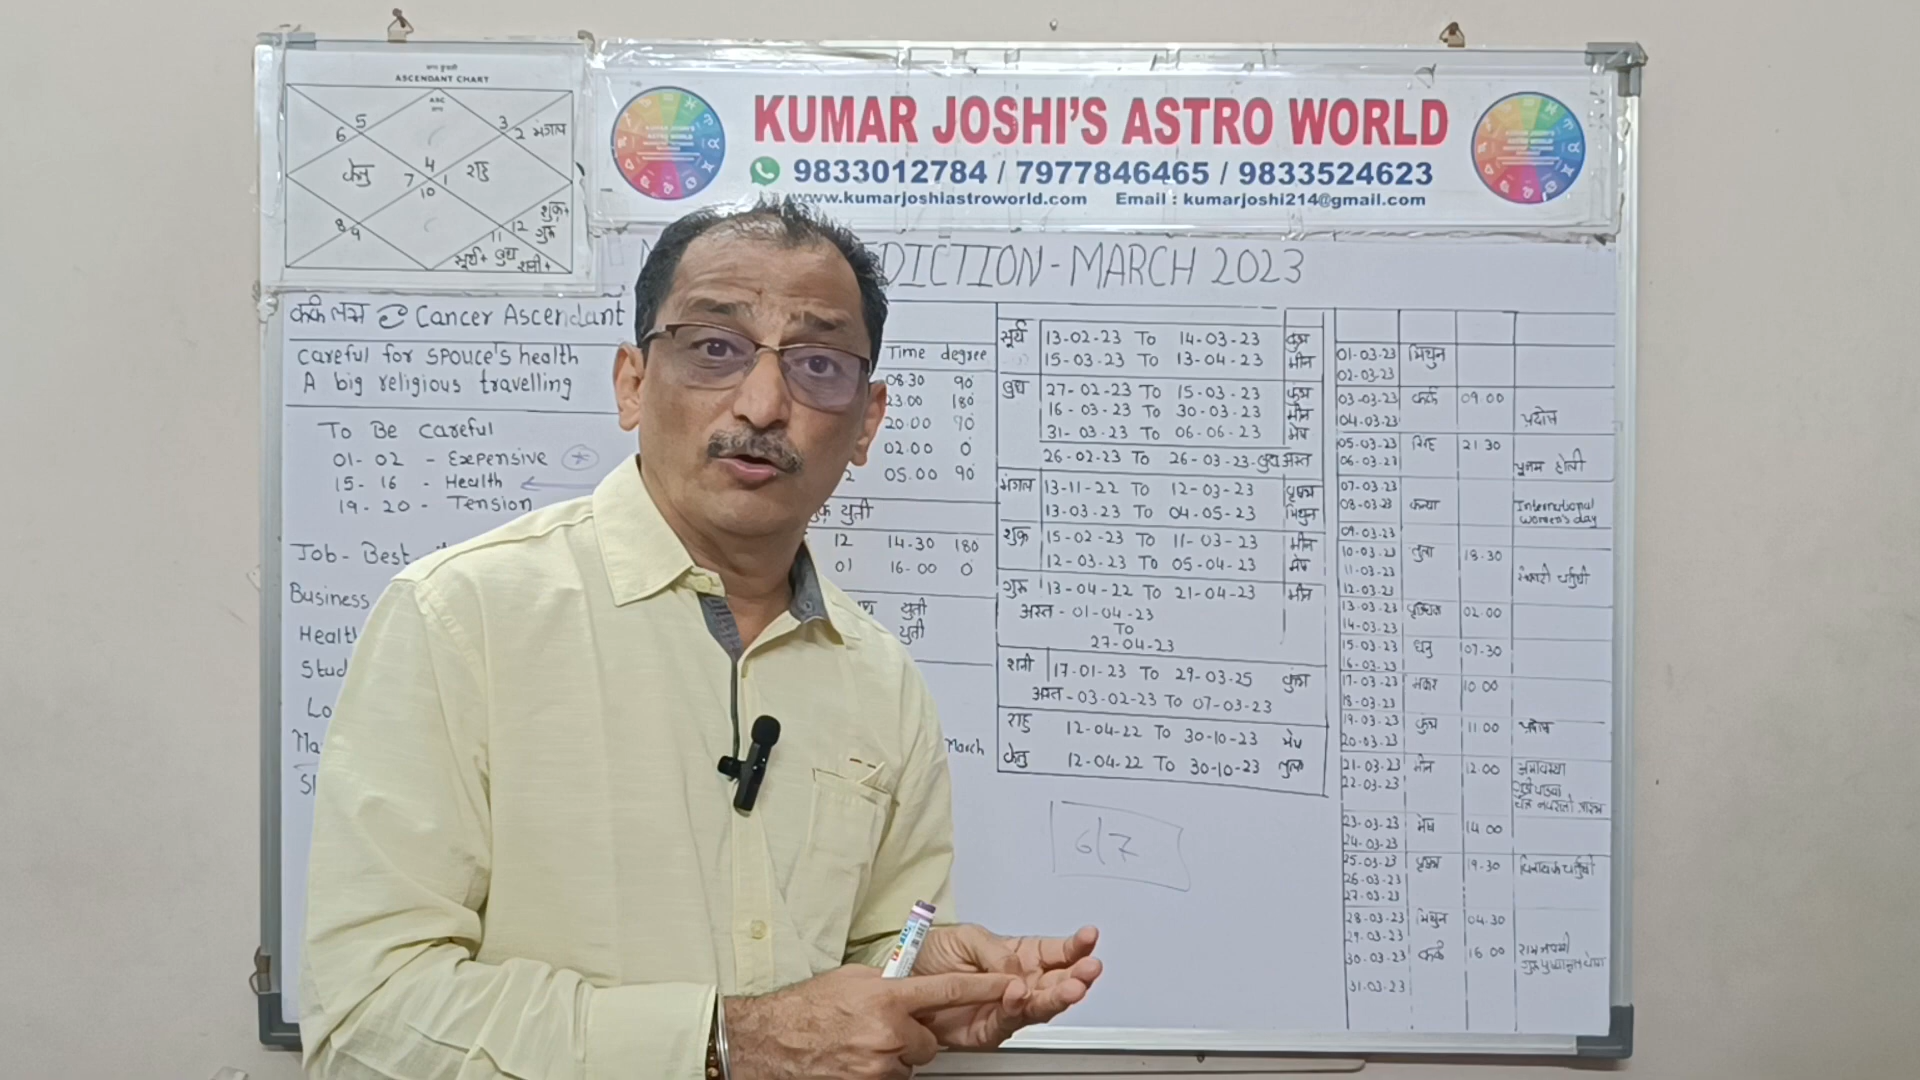 लग्न कुंडली
ASCENDANT CHART
ASC
लग्न
5
6
3
2 मंगल
केतु
4
7 1
10
राहु
8 9
शुक्र+
12 गुरु
11
सूर्य+ बुध
शनी+
KUMAR JOSHI'S ASTRO WORLD
9833012784 / 7977846465 / 9833524623
www.kumarjoshiastroworld.com Email : kumarjoshi214@gmail.com
DICTION - MARCH 2023
कर्क लग्न Cancer Ascendant
careful for SPOUCE's health
A big religious travelling
To Be Careful
01- 02 - Expensive
15 - 16 - Health
19- 20 - Tension
Job - Best
Business
Health
Time degree
08.30 90
23.00 180
20.00 90
02.00 0
05.00 90
युती
12 14.30 180
01 16.00 0
युती
युती
March
सूर्य 13-02-23 To 14-03-23 कुंभ
15-03-23 To 13-04-23 मीन
बुध 27-02-23 To 15-03-23 कुंभ
16-03-23 To 30-03-23 मीन
31-03-23 To 06-06-23 मेष
26-02-23 To 26-03-23-बुध अस्त
मंगल 13-11-22 To 12-03-23 वृषभ
13-03-23 To 04-05-23 मिथुन
शुक्र 15-02-23 To 11-03-23 मीन
12-03-23 To 05-04-23 मेष
गुरु 13-04-22 To 21-04-23 मीन
अस्त - 01-04-23
To
27-04-23
शनी 17-01-23 To 29-03-25 कुंभ
अस्त - 03-02-23 To 07-03-23
राहु 12-04-22 To 30-10-23 मेष
केतु 12-04-22 To 30-10-23 तुला
6/7
01-03-23 मिथुन
02-03-23
03-03-23 कर्क 09.00
04-03-23 प्रदोष
05-03-23 सिंह 21.30
06-03-23 पूनम होली
07-03-23
08-03-23 कन्या International
women's day
09-03-23
10-03-23 तुला 18.30
11-03-23 संकष्टी चर्तुथी
12-03-23
13-03-23 वृश्चिक 02.00
14-03-23
15-03-23 धनु 07.30
16-03-23
17-03-23 मकर 10.00
18-03-23
19-03-23 कुंभ 11.00 प्रदोष
20-03-23
21-03-23 मीन 12.00 अमावस्या
22-03-23 गुढीपाडवा
23-03-23 मेष 14.00
24-03-23
25-03-23 वृषभ 19.30 विनायक चर्तुथी
26-03-23
27-03-23
28-03-23 मिथुन 04.30
29-03-23
30-03-23 कर्क 16.00 रामनवमी
31-03-23